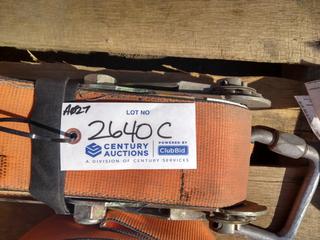 A027
LOT NO
2640C
CENTURY AUCTIONS
POWERED BY
ClubBid
A DIVISION OF CENTURY SERVICES